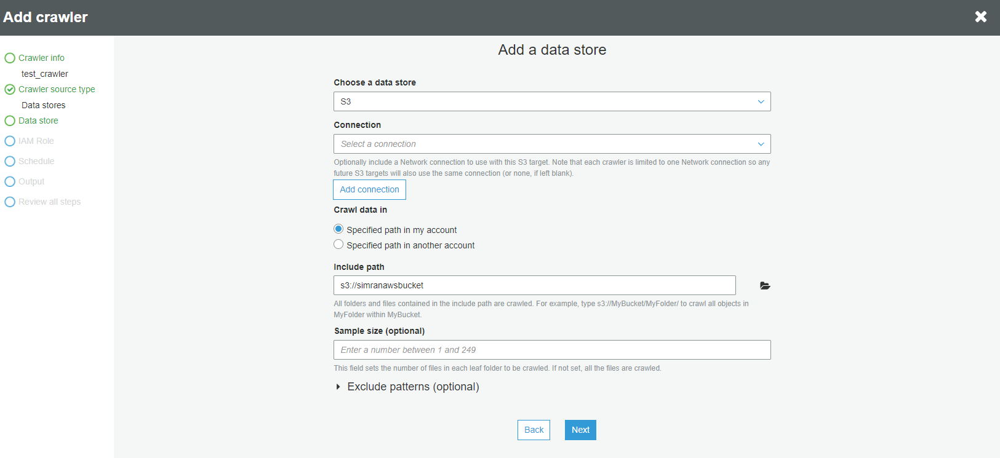 Add crawler
Crawler info
test_crawler
Crawler source type
Data stores
Data store
IAM Role
Schedule
Output
Review all steps
Add a data store
Choose a data store
S3
Connection
Select a connection
Optionally include a Network connection to use with this S3 target. Note that each crawler is limited to one Network connection so any
future S3 targets will also use the same connection (or none, if left blank).
Add connection
Crawl data in
Specified path in my account
Specified path in another account
Include path
s3://simranawsbucket
All folders and files contained in the include path are crawled. For example, type s3://MyBucket/MyFolder/ to crawl all objects in
MyFolder within MyBucket.
Sample size (optional)
Enter a number between 1 and 249
This field sets the number of files in each leaf folder to be crawled. If not set, all the files are crawled.
Exclude patterns (optional)
Back
Next